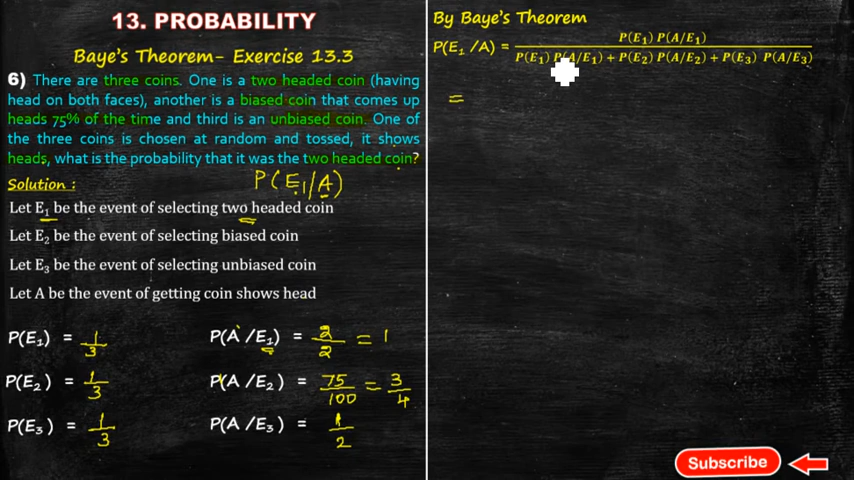 13. PROBABILITY
Baye's Theorem- Exercise 13.3
6) There are three coins. One is a two headed coin (having
head on both faces), another is a biased coin that comes up
heads 75% of the time and third is an unbiased coin. One of
the three coins is chosen at random and tossed, it shows
heads, what is the probability that it was the two headed coin?
Solution :
P(E₁/A)
Let E₁ be the event of selecting two headed coin
Let E₂ be the event of selecting biased coin
Let E₃ be the event of selecting unbiased coin
Let A be the event of getting coin shows head
P(E₁) = 1/3 P(A /E₁) = 2/2 = 1
P(E₂) = 1/3 P(A /E₂) = 75/100 = 3/4
P(E₃) = 1/3 P(A /E₃) = 1/2
By Baye's Theorem
P(E₁ /A) = P(E₁) P(A/E₁) / P(E₁) P(A/E₁) + P(E₂) P(A/E₂) + P(E₃) P(A/E₃)
=
Subscribe